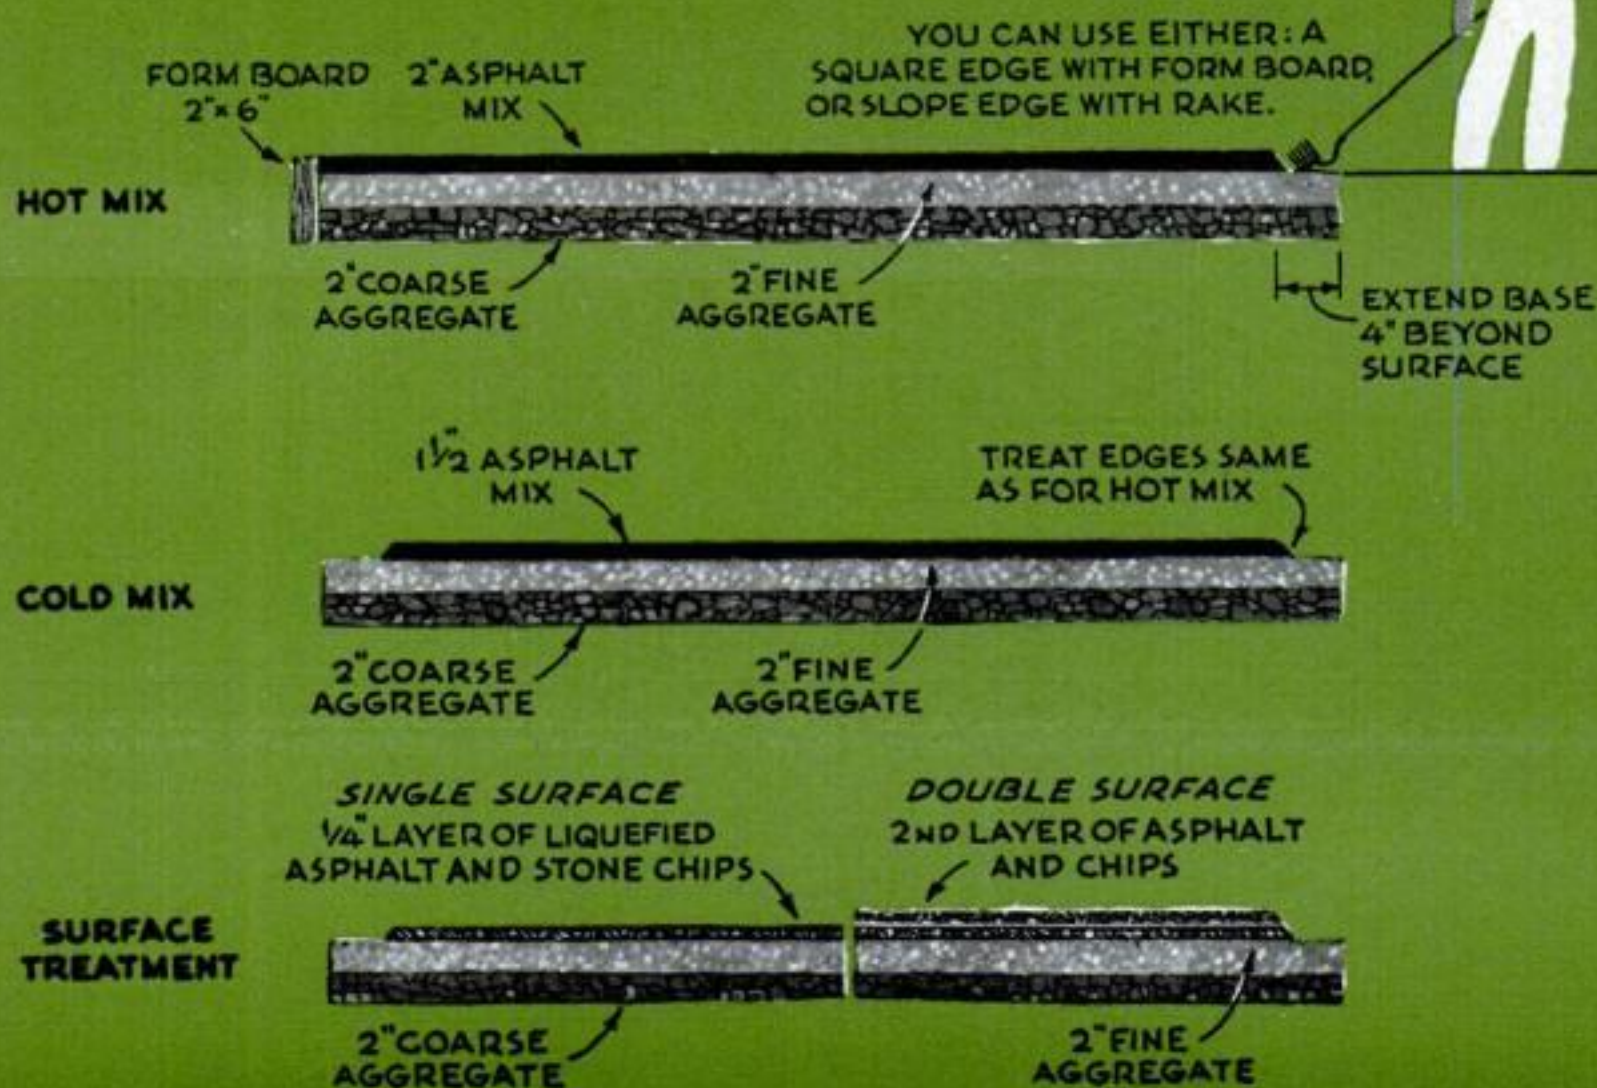 YOU CAN USE EITHER: A
SQUARE EDGE WITH FORM BOARD,
OR SLOPE EDGE WITH RAKE.
FORM BOARD
2"x 6"
2" ASPHALT
MIX
HOT MIX
2" COARSE
AGGREGATE
2" FINE
AGGREGATE
EXTEND BASE
4" BEYOND
SURFACE
1 1/2" ASPHALT
MIX
TREAT EDGES SAME
AS FOR HOT MIX
COLD MIX
2" COARSE
AGGREGATE
2" FINE
AGGREGATE
SINGLE SURFACE
1/4" LAYER OF LIQUEFIED
ASPHALT AND STONE CHIPS
DOUBLE SURFACE
2ND LAYER OF ASPHALT
AND CHIPS
SURFACE
TREATMENT
2" COARSE
AGGREGATE
2" FINE
AGGREGATE